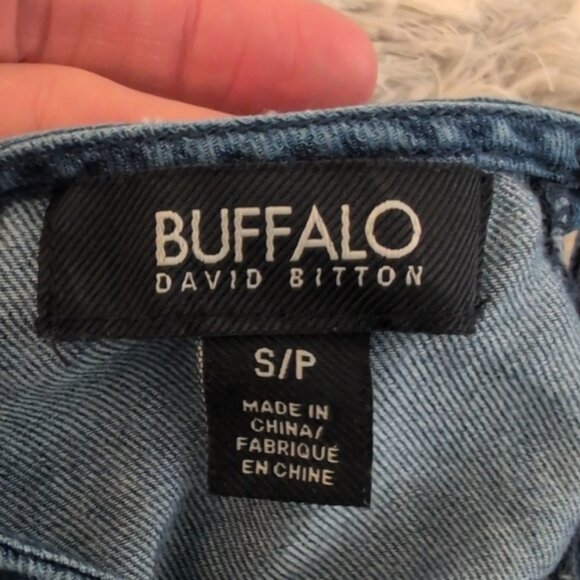 BUFFALO
DAVID BITTON
S/P
MADE IN
CHINA/
FABRIQUÉ
EN CHINE